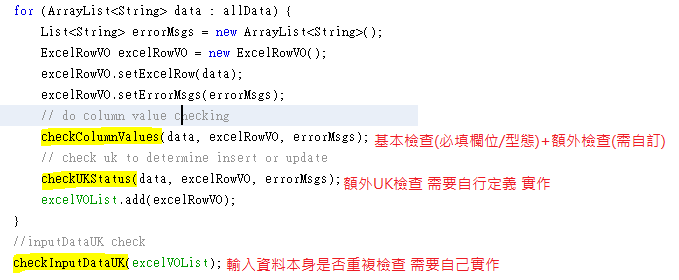 for (ArrayList<String> data : allData) {
List<String> errorMsgs = new ArrayList<String>();
ExcelRowVO excelRowVO = new ExcelRowVO();
excelRowVO.setExcelRow(data);
excelRowVO.setErrorMsgs(errorMsgs);
// do column value checking
checkColumnValues(data, excelRowVO, errorMsgs); 基本檢查(必填欄位/型態)+額外檢查(需自訂)
// check uk to determine insert or update
checkUKStatus(data, excelRowVO, errorMsgs); 額外UK檢查 需要自行定義 實作
excelVOList.add(excelRowVO);
}
//inputDataUK check
checkInputDataUK(excelVOList); 輸入資料本身是否重複檢查 需要自己實作